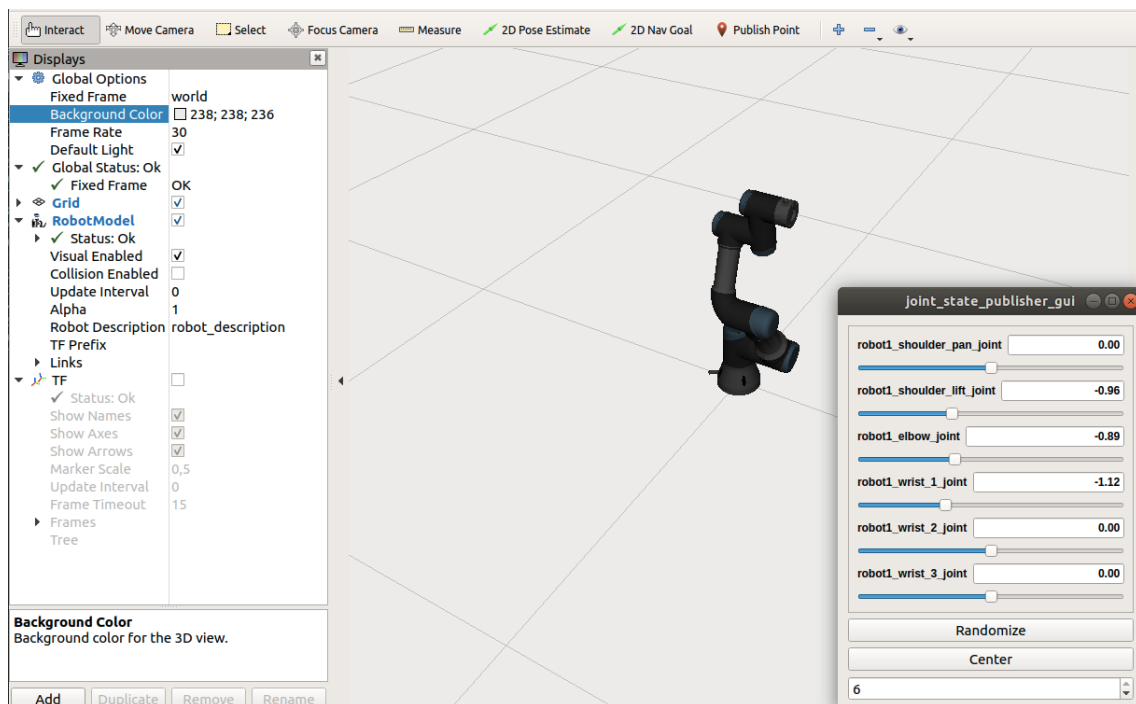 Interact Move Camera Select Focus Camera Measure 2D Pose Estimate 2D Nav Goal Publish Point
Displays
Global Options
Fixed Frame world
Background Color 238; 238; 236
Frame Rate 30
Default Light
Global Status: Ok
Fixed Frame OK
Grid
RobotModel
Status: Ok
Visual Enabled
Collision Enabled
Update Interval 0
Alpha 1
Robot Description robot_description
TF Prefix
Links
TF
Status: Ok
Show Names
Show Axes
Show Arrows
Marker Scale 0,5
Update Interval 0
Frame Timeout 15
Frames
Tree
Background Color
Background color for the 3D view.
Add Duplicate Remove Rename
joint_state_publisher_gui
robot1_shoulder_pan_joint 0.00
robot1_shoulder_lift_joint -0.96
robot1_elbow_joint -0.89
robot1_wrist_1_joint -1.12
robot1_wrist_2_joint 0.00
robot1_wrist_3_joint 0.00
Randomize
Center
6